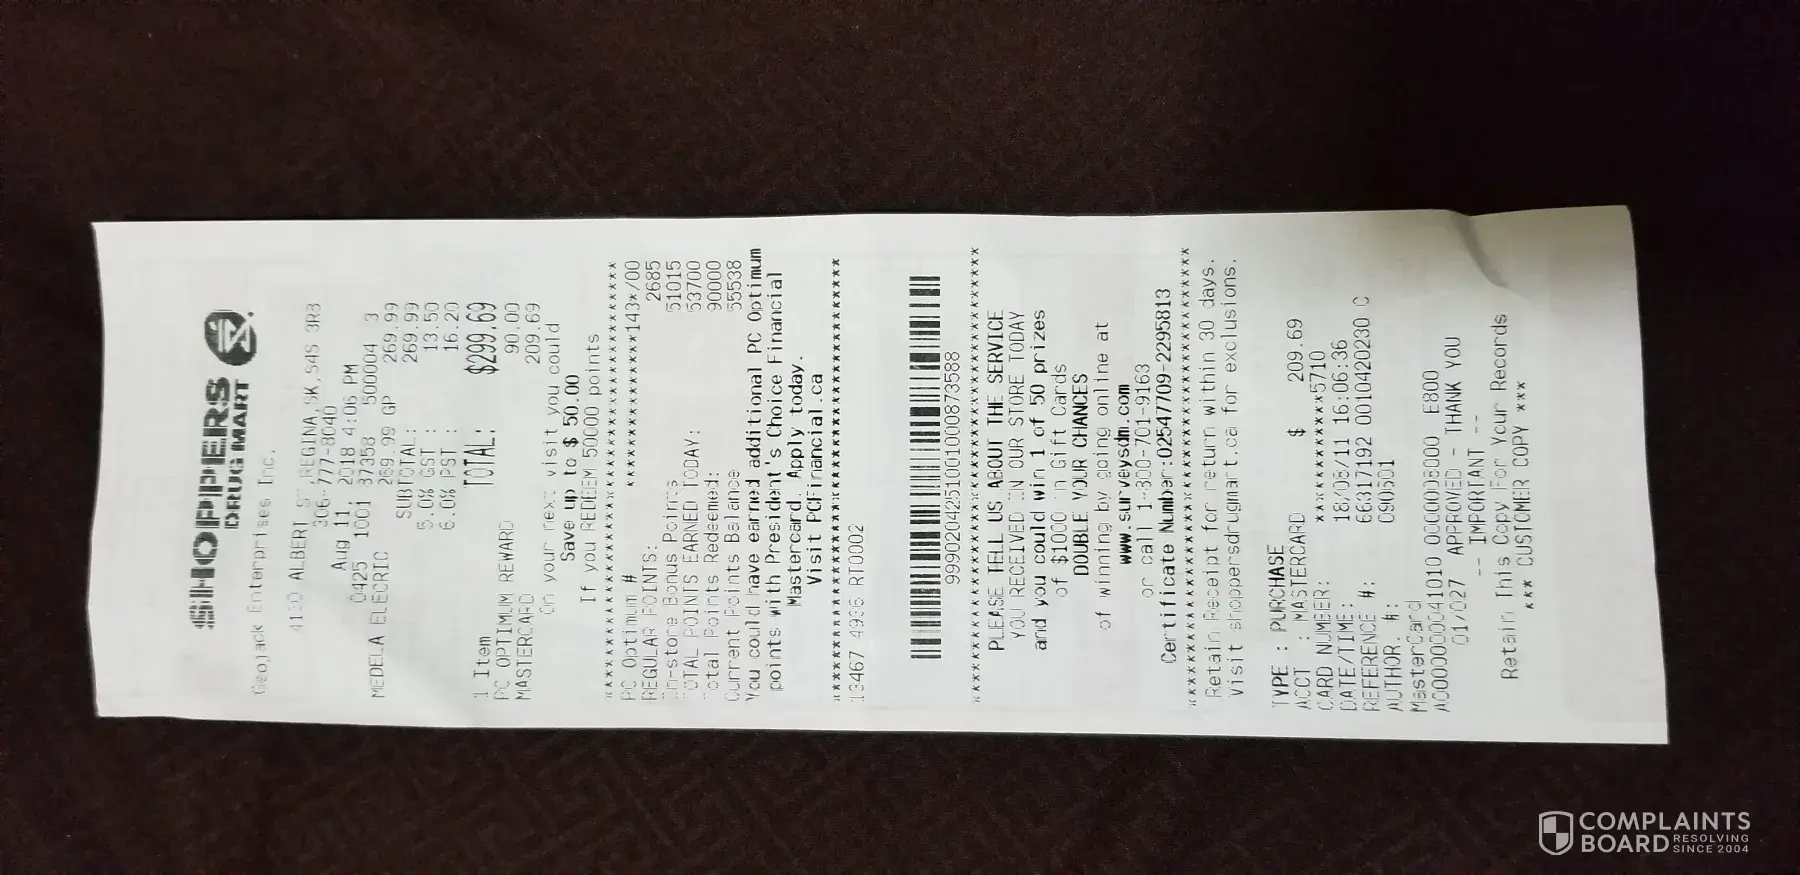 SHOPPERS
DRUG MART
Geojack Enterprises Inc.
4130 ALBERT ST,REGINA,SK,S4S 3R8
306-777-8040
Aug 11, 2018 4:06 PM
0425 1001 37358 500004 3
MEDELA ELECRIC 269.99 GP 269.99
SUBTOTAL: 269.99
5.0% GST : 13.50
6.0% PST : 16.20
TOTAL: $299.69
1 Item
PC OPTIMUM REWARD 90.00
MASTERCARD 209.69
On your next visit you could
Save up to $ 50.00
If you REDEEM 50000 points
PC Optimum # ***********143*/00
REGULAR POINTS: 2685
In-store Bonus Points 51015
TOTAL POINTS EARNED TODAY: 53700
Total Points Redeemed: 90000
Current Points Balance 55538
You could have earned additional PC Optimum
points with President's Choice Financial
Mastercard. Apply today.
Visit PCFinancial.ca
13467 4935 RT0002
9990204251001000873588
PLEASE TELL US ABOUT THE SERVICE
YOU RECEIVED IN OUR STORE TODAY
and you could win 1 of 50 prizes
of $1000 in Gift Cards
DOUBLE YOUR CHANCES
of winning by going online at
www.surveysdm.com
or call 1-800-701-9163
Certificate Number:02547709-2295813
Retain Receipt for return within 30 days.
Visit shoppersdrugmart.ca for exclusions.
TYPE : PURCHASE
ACCT : MASTERCARD $ 209.69
CARD NUMBER: ************5710
DATE/TIME: 18/08/11 16:06:36
REFERENCE #: 66317192 0010420230 C
AUTHOR. #: 090601
MasterCard
A0000000041010 0000008000 E800
01/027 APPROVED - THANK YOU
-- IMPORTANT --
Retain This Copy For Your Records
*** CUSTOMER COPY ***
COMPLAINTS
BOARD RESOLVING
SINCE 2004